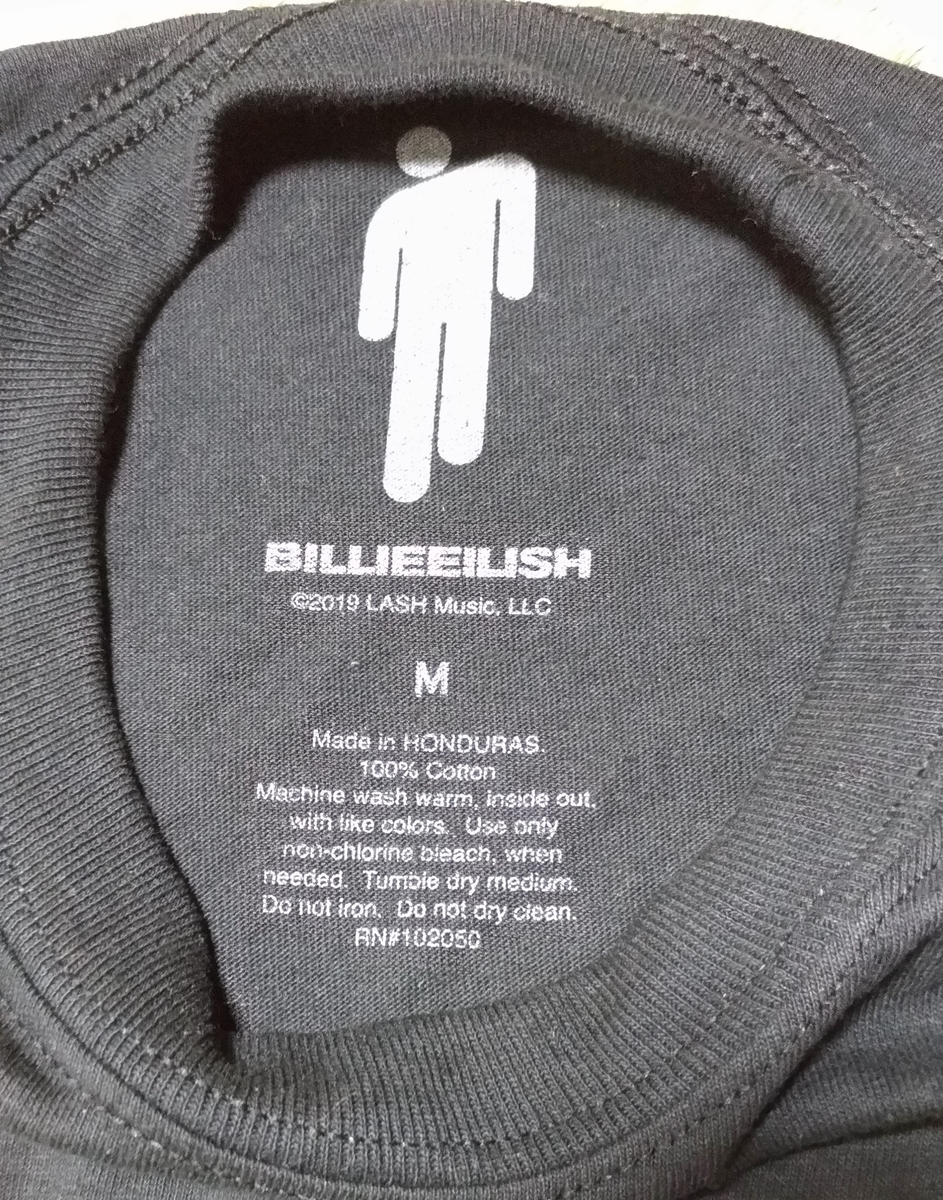 BILLIEEILISH
©2019 LASH Music, LLC
M
Made in HONDURAS.
100% Cotton
Machine wash warm, inside out,
with like colors. Use only
non-chlorine bleach, when
needed. Tumble dry medium.
Do not iron. Do not dry clean.
RN#102050